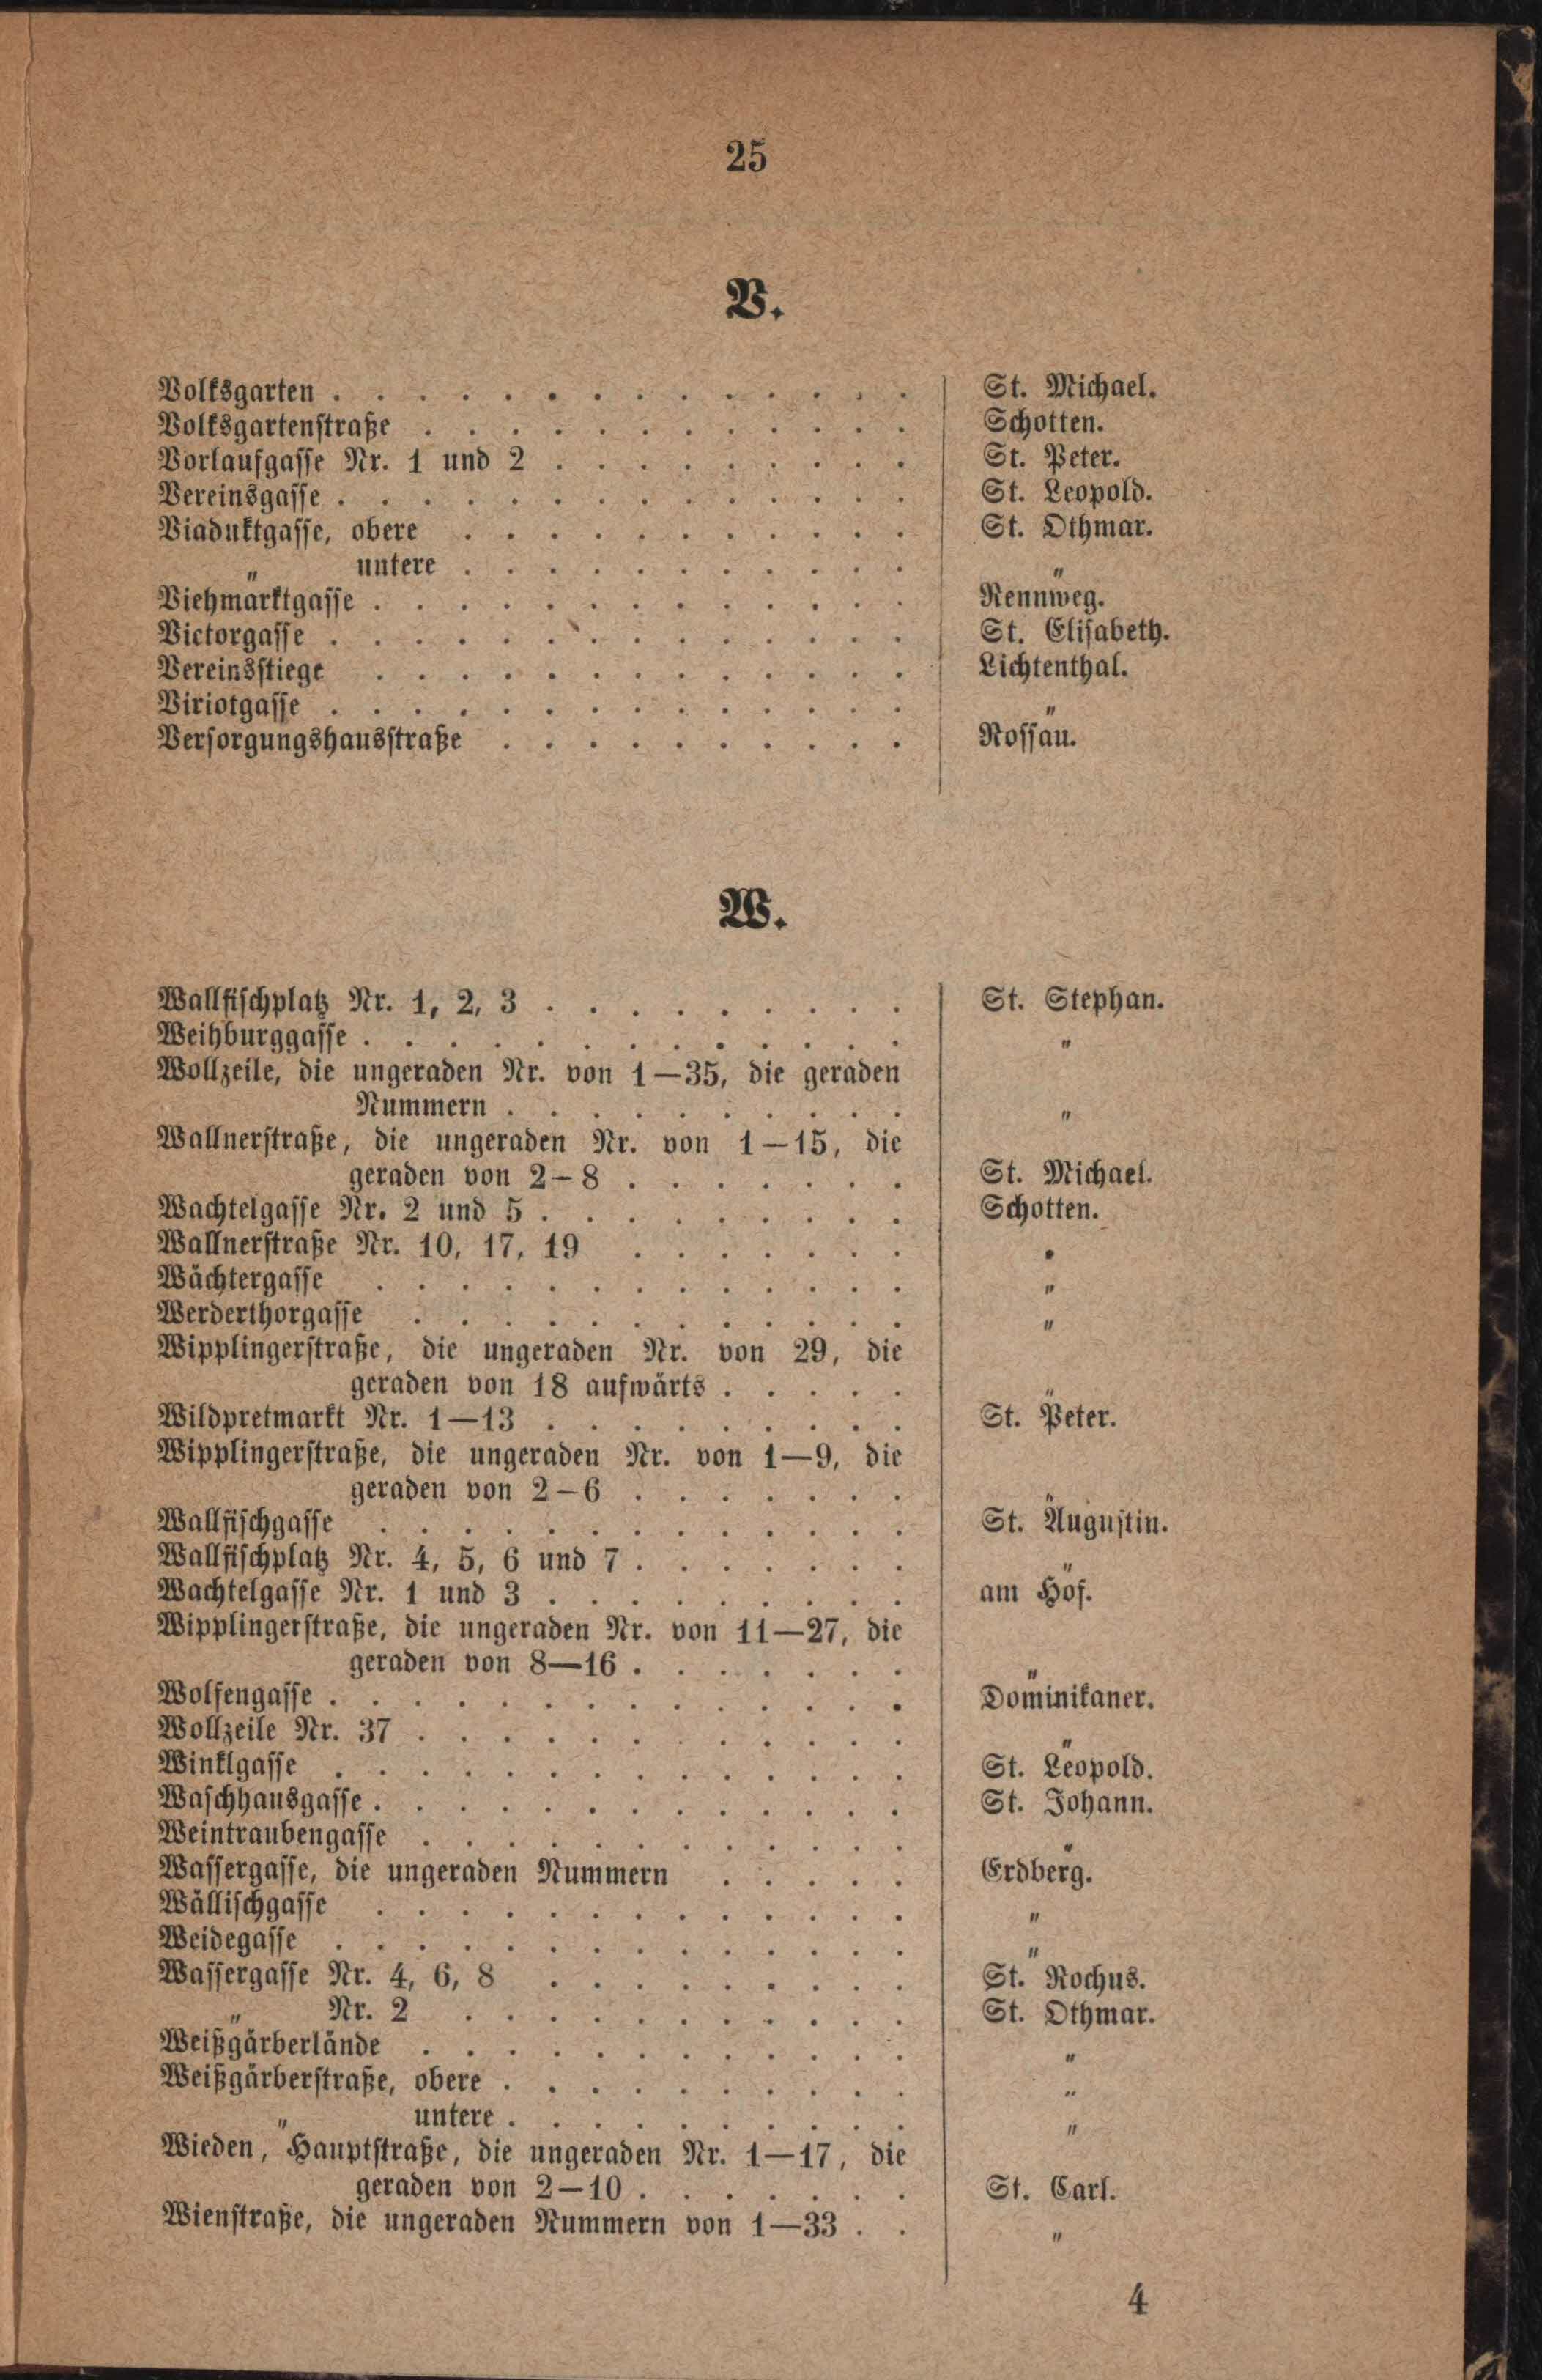 25
V.
Volksgarten . . . . . . . . . . . . . . St. Michael.
Volksgartenstraße . . . . . . . . . . . . Schotten.
Vorlaufgasse Nr. 1 und 2 . . . . . . . . . St. Peter.
Vereinsgasse . . . . . . . . . . . . . . St. Leopold.
Viaduktgasse, obere . . . . . . . . . . . St. Othmar.
„ untere . . . . . . . . . . . „
Viehmarktgasse . . . . . . . . . . . . . Rennweg.
Victorgasse . . . . . . . . . . . . . . St. Elisabeth.
Vereinsstiege . . . . . . . . . . . . . Lichtenthal.
Viriotgasse . . . . . . . . . . . . . . „
Versorgungshausstraße . . . . . . . . . . Rossau.
W.
Wallfischplatz Nr. 1, 2, 3 . . . . . . . . . St. Stephan.
Weihburggasse . . . . . . . . . . . . . „
Wollzeile, die ungeraden Nr. von 1—35, die geraden
Nummern . . . . . . . . . . „
Wallnerstraße, die ungeraden Nr. von 1—15, die
geraden von 2—8 . . . . . . . St. Michael.
Wachtelgasse Nr. 2 und 5 . . . . . . . . . Schotten.
Wallnerstraße Nr. 10, 17, 19 . . . . . . . „
Wächtergasse . . . . . . . . . . . . . „
Werderthorgasse . . . . . . . . . . . . „
Wipplingerstraße, die ungeraden Nr. von 29, die
geraden von 18 aufwärts . . . . . „
Wildpretmarkt Nr. 1—13 . . . . . . . . . St. Peter.
Wipplingerstraße, die ungeraden Nr. von 1—9, die
geraden von 2—6 . . . . . . . „
Wallfischgasse . . . . . . . . . . . . . St. Augustin.
Wallfischplatz Nr. 4, 5, 6 und 7 . . . . . . . „
Wachtelgasse Nr. 1 und 3 . . . . . . . . . am Hof.
Wipplingerstraße, die ungeraden Nr. von 11—27, die
geraden von 8—16 . . . . . . . „
Wolfengasse . . . . . . . . . . . . . . Dominikaner.
Wollzeile Nr. 37 . . . . . . . . . . . . „
Winklgasse . . . . . . . . . . . . . . St. Leopold.
Waschhausgasse . . . . . . . . . . . . . St. Johann.
Weintraubengasse . . . . . . . . . . . . „
Wassergasse, die ungeraden Nummern . . . . . Erdberg.
Wällischgasse . . . . . . . . . . . . . „
Weidegasse . . . . . . . . . . . . . . „
Wassergasse Nr. 4, 6, 8 . . . . . . . . . St. Rochus.
„ Nr. 2 . . . . . . . . . . . St. Othmar.
Weißgärberlände . . . . . . . . . . . . „
Weißgärberstraße, obere . . . . . . . . . . „
„ untere . . . . . . . . . . „
Wieden, Hauptstraße, die ungeraden Nr. 1—17, die
geraden von 2—10 . . . . . . . St. Carl.
Wienstraße, die ungeraden Nummern von 1—33 . . „
4